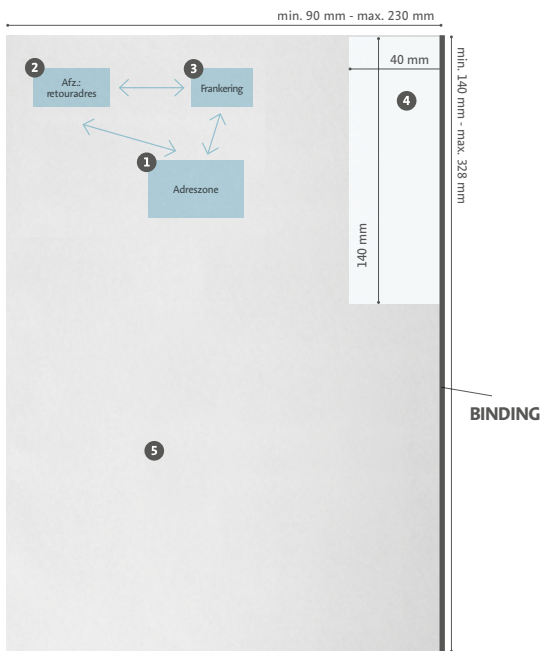 min. 90 mm - max. 230 mm
2
Afz.:
retouradres
3
Frankering
40 mm
4
min. 140 mm - max. 328 mm
1
Adreszone
140 mm
BINDING
5